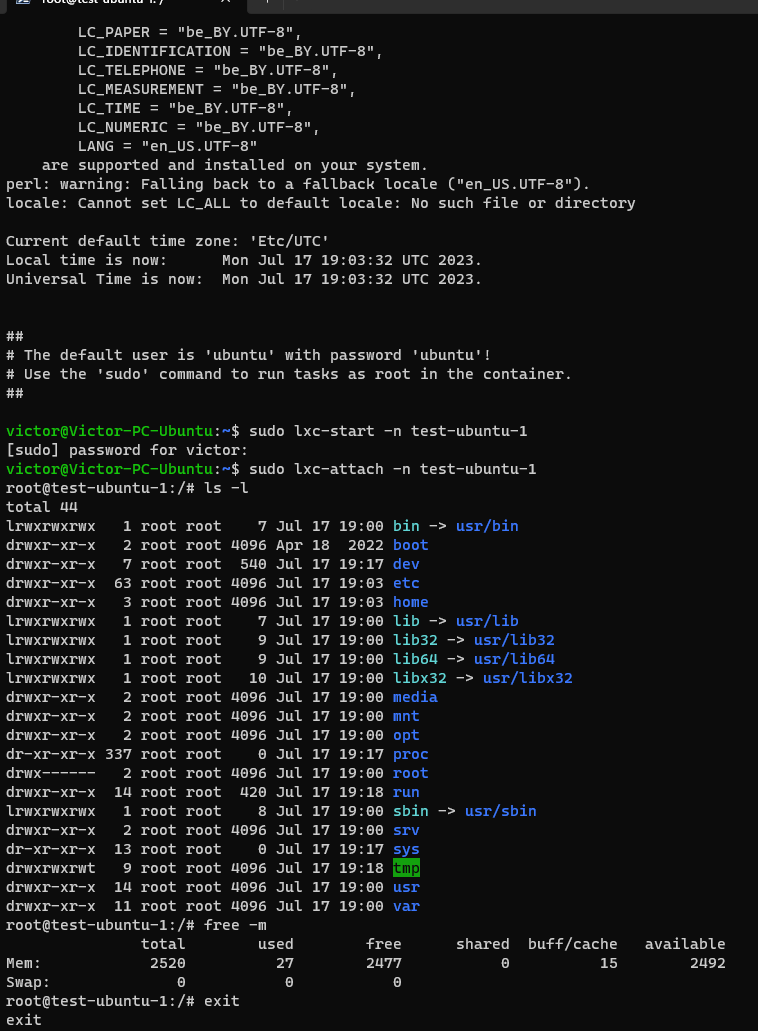 root@test-ubuntu-1: /
        LC_PAPER = "be_BY.UTF-8",
        LC_IDENTIFICATION = "be_BY.UTF-8",
        LC_TELEPHONE = "be_BY.UTF-8",
        LC_MEASUREMENT = "be_BY.UTF-8",
        LC_TIME = "be_BY.UTF-8",
        LC_NUMERIC = "be_BY.UTF-8",
        LANG = "en_US.UTF-8"
    are supported and installed on your system.
perl: warning: Falling back to a fallback locale ("en_US.UTF-8").
locale: Cannot set LC_ALL to default locale: No such file or directory

Current default time zone: 'Etc/UTC'
Local time is now:      Mon Jul 17 19:03:32 UTC 2023.
Universal Time is now:  Mon Jul 17 19:03:32 UTC 2023.


##
# The default user is 'ubuntu' with password 'ubuntu'!
# Use the 'sudo' command to run tasks as root in the container.
##

victor@Victor-PC-Ubuntu:~$ sudo lxc-start -n test-ubuntu-1
[sudo] password for victor:
victor@Victor-PC-Ubuntu:~$ sudo lxc-attach -n test-ubuntu-1
root@test-ubuntu-1:/# ls -l
total 44
lrwxrwxrwx   1 root root    7 Jul 17 19:00 bin -> usr/bin
drwxr-xr-x   2 root root 4096 Apr 18  2022 boot
drwxr-xr-x   7 root root  540 Jul 17 19:17 dev
drwxr-xr-x  63 root root 4096 Jul 17 19:03 etc
drwxr-xr-x   3 root root 4096 Jul 17 19:03 home
lrwxrwxrwx   1 root root    7 Jul 17 19:00 lib -> usr/lib
lrwxrwxrwx   1 root root    9 Jul 17 19:00 lib32 -> usr/lib32
lrwxrwxrwx   1 root root    9 Jul 17 19:00 lib64 -> usr/lib64
lrwxrwxrwx   1 root root   10 Jul 17 19:00 libx32 -> usr/libx32
drwxr-xr-x   2 root root 4096 Jul 17 19:00 media
drwxr-xr-x   2 root root 4096 Jul 17 19:00 mnt
drwxr-xr-x   2 root root 4096 Jul 17 19:00 opt
dr-xr-xr-x 337 root root    0 Jul 17 19:17 proc
drwx------   2 root root 4096 Jul 17 19:00 root
drwxr-xr-x  14 root root  420 Jul 17 19:18 run
lrwxrwxrwx   1 root root    8 Jul 17 19:00 sbin -> usr/sbin
drwxr-xr-x   2 root root 4096 Jul 17 19:00 srv
dr-xr-xr-x  13 root root    0 Jul 17 19:17 sys
drwxrwxrwt   9 root root 4096 Jul 17 19:18 tmp
drwxr-xr-x  14 root root 4096 Jul 17 19:00 usr
drwxr-xr-x  11 root root 4096 Jul 17 19:00 var
root@test-ubuntu-1:/# free -m
               total        used        free      shared  buff/cache   available
Mem:            2520          27        2477           0          15        2492
Swap:              0           0           0
root@test-ubuntu-1:/# exit
exit